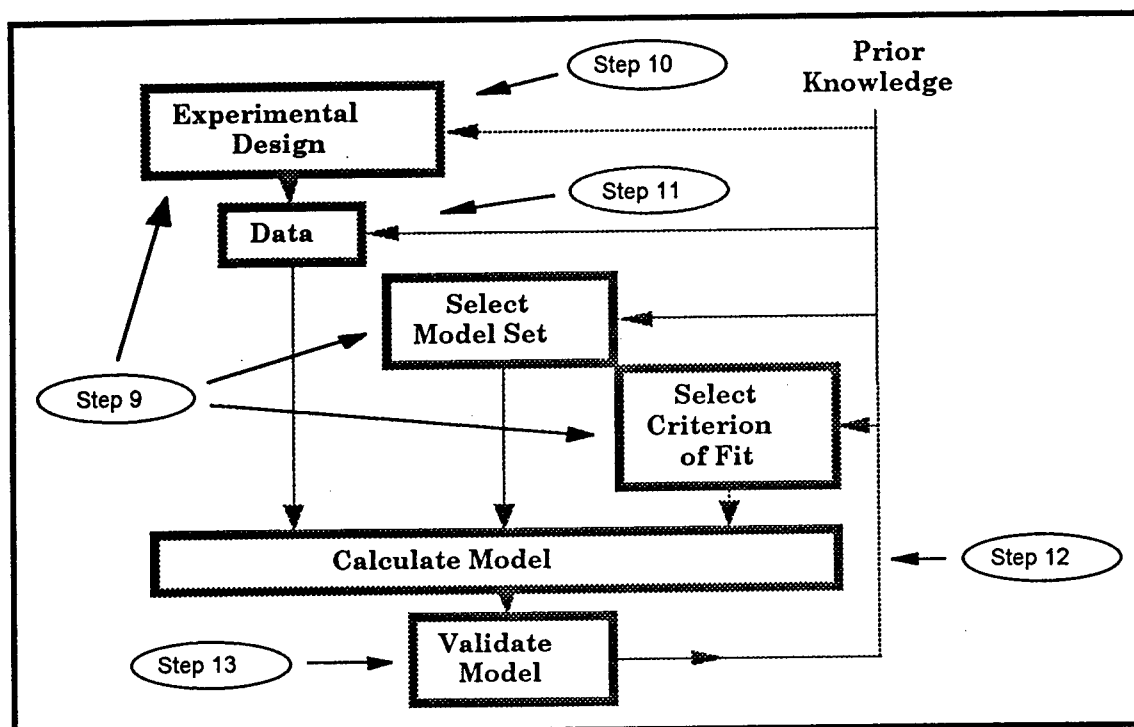 Step 10
Prior
Knowledge
Experimental
Design
Step 11
Data
Select
Model Set
Step 9
Select
Criterion
of Fit
Calculate Model
Step 12
Validate
Model
Step 13